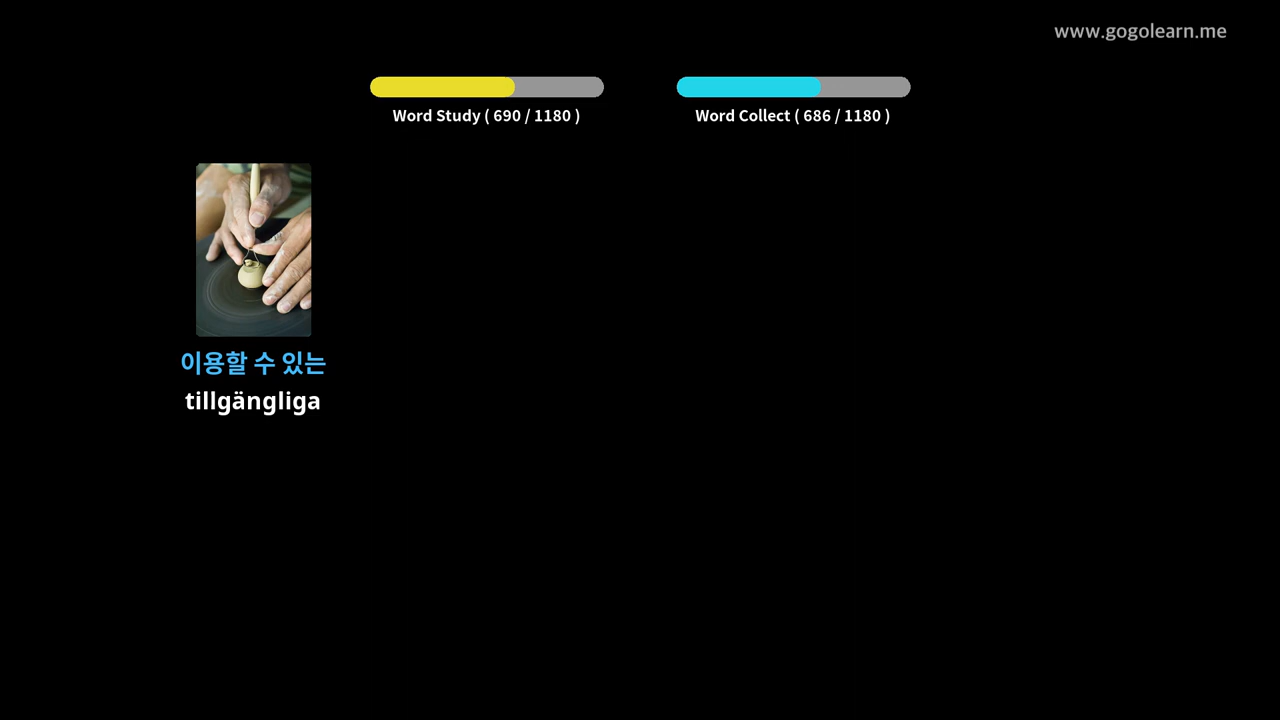 www.gogolearn.me
Word Study ( 690 / 1180 )
Word Collect ( 686 / 1180 )
이용할 수 있는
tillgängliga